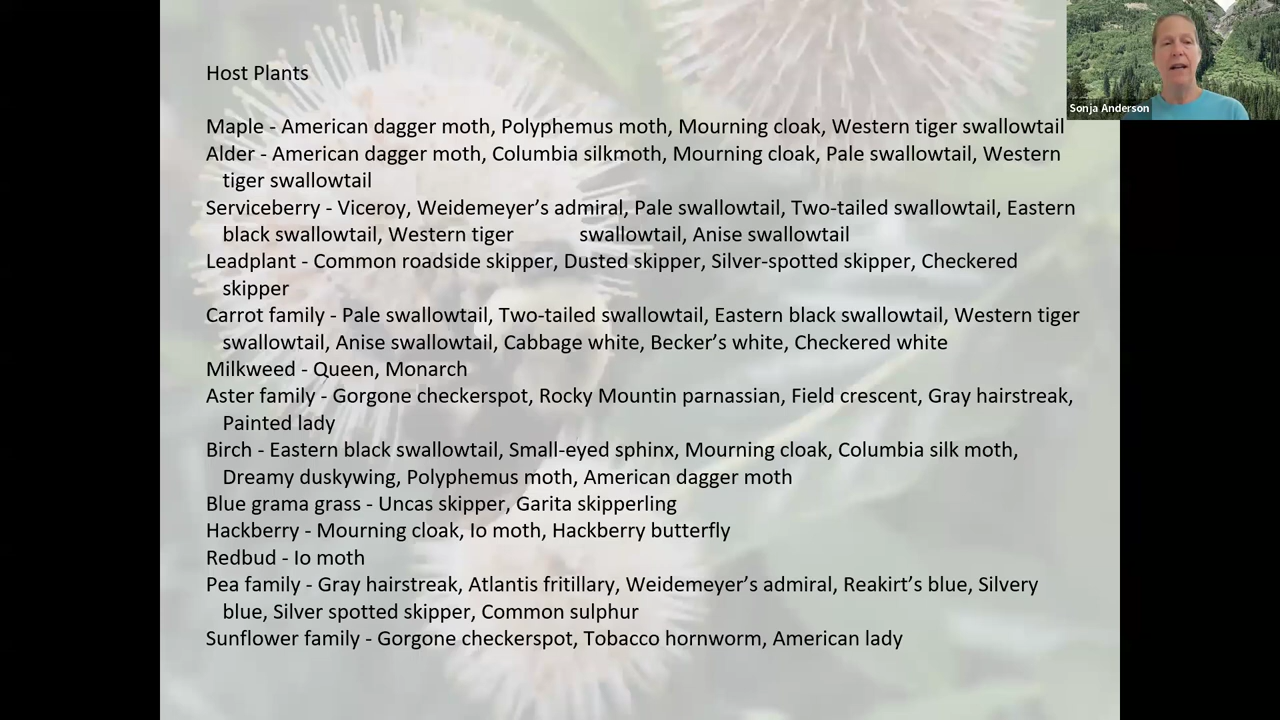 Host Plants
Sonja Anderson
Maple - American dagger moth, Polyphemus moth, Mourning cloak, Western tiger swallowtail
Alder - American dagger moth, Columbia silkmoth, Mourning cloak, Pale swallowtail, Western
tiger swallowtail
Serviceberry - Viceroy, Weidemeyer’s admiral, Pale swallowtail, Two-tailed swallowtail, Eastern
black swallowtail, Western tiger swallowtail, Anise swallowtail
Leadplant - Common roadside skipper, Dusted skipper, Silver-spotted skipper, Checkered
skipper
Carrot family - Pale swallowtail, Two-tailed swallowtail, Eastern black swallowtail, Western tiger
swallowtail, Anise swallowtail, Cabbage white, Becker’s white, Checkered white
Milkweed - Queen, Monarch
Aster family - Gorgone checkerspot, Rocky Mountin parnassian, Field crescent, Gray hairstreak,
Painted lady
Birch - Eastern black swallowtail, Small-eyed sphinx, Mourning cloak, Columbia silk moth,
Dreamy duskywing, Polyphemus moth, American dagger moth
Blue grama grass - Uncas skipper, Garita skipperling
Hackberry - Mourning cloak, Io moth, Hackberry butterfly
Redbud - Io moth
Pea family - Gray hairstreak, Atlantis fritillary, Weidemeyer’s admiral, Reakirt’s blue, Silvery
blue, Silver spotted skipper, Common sulphur
Sunflower family - Gorgone checkerspot, Tobacco hornworm, American lady